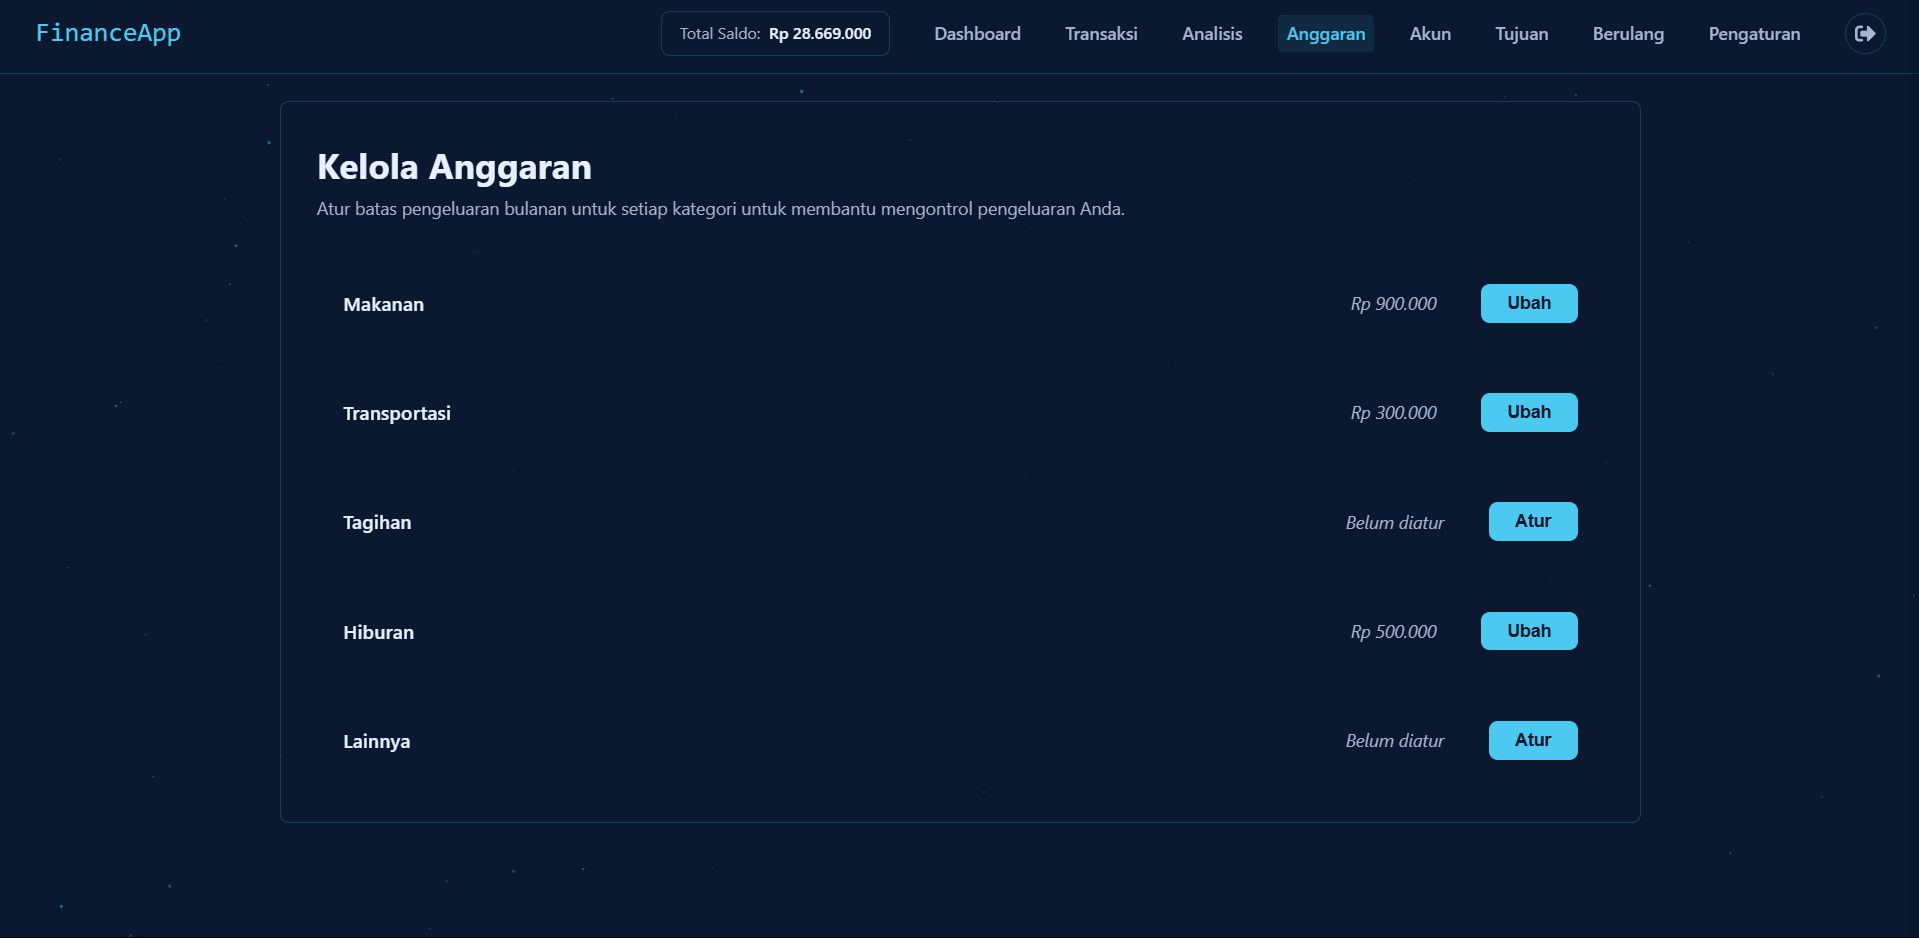 FinanceApp
Total Saldo: Rp 28.669.000
Dashboard
Transaksi
Analisis
Anggaran
Akun
Tujuan
Berulang
Pengaturan
Kelola Anggaran
Atur batas pengeluaran bulanan untuk setiap kategori untuk membantu mengontrol pengeluaran Anda.
Makanan
Rp 900.000
Ubah
Transportasi
Rp 300.000
Ubah
Tagihan
Belum diatur
Atur
Hiburan
Rp 500.000
Ubah
Lainnya
Belum diatur
Atur